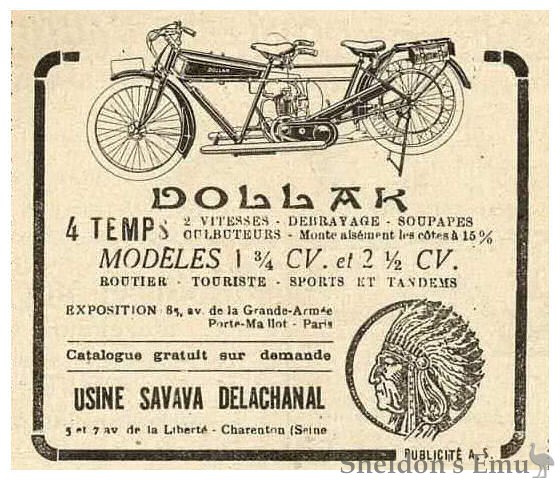 DOLLAR
DOLLAR
4 TEMPS 2 VITESSES - DEBRAYAGE - SOUPAPES
CULBUTEURS - Monte aisément les côtes à 15 %
MODÈLES 1 ¾ CV. et 2 ½ CV.
ROUTIER - TOURISTE - SPORTS ET TANDEMS
EXPOSITION 85, av. de la Grande-Armée
Porte-Maillot - Paris
Catalogue gratuit sur demande
USINE SAVAVA DELACHANAL
5 et 7 av de la Liberté - Charenton (Seine
PUBLICITÉ A.S.
Sheldon's Emu